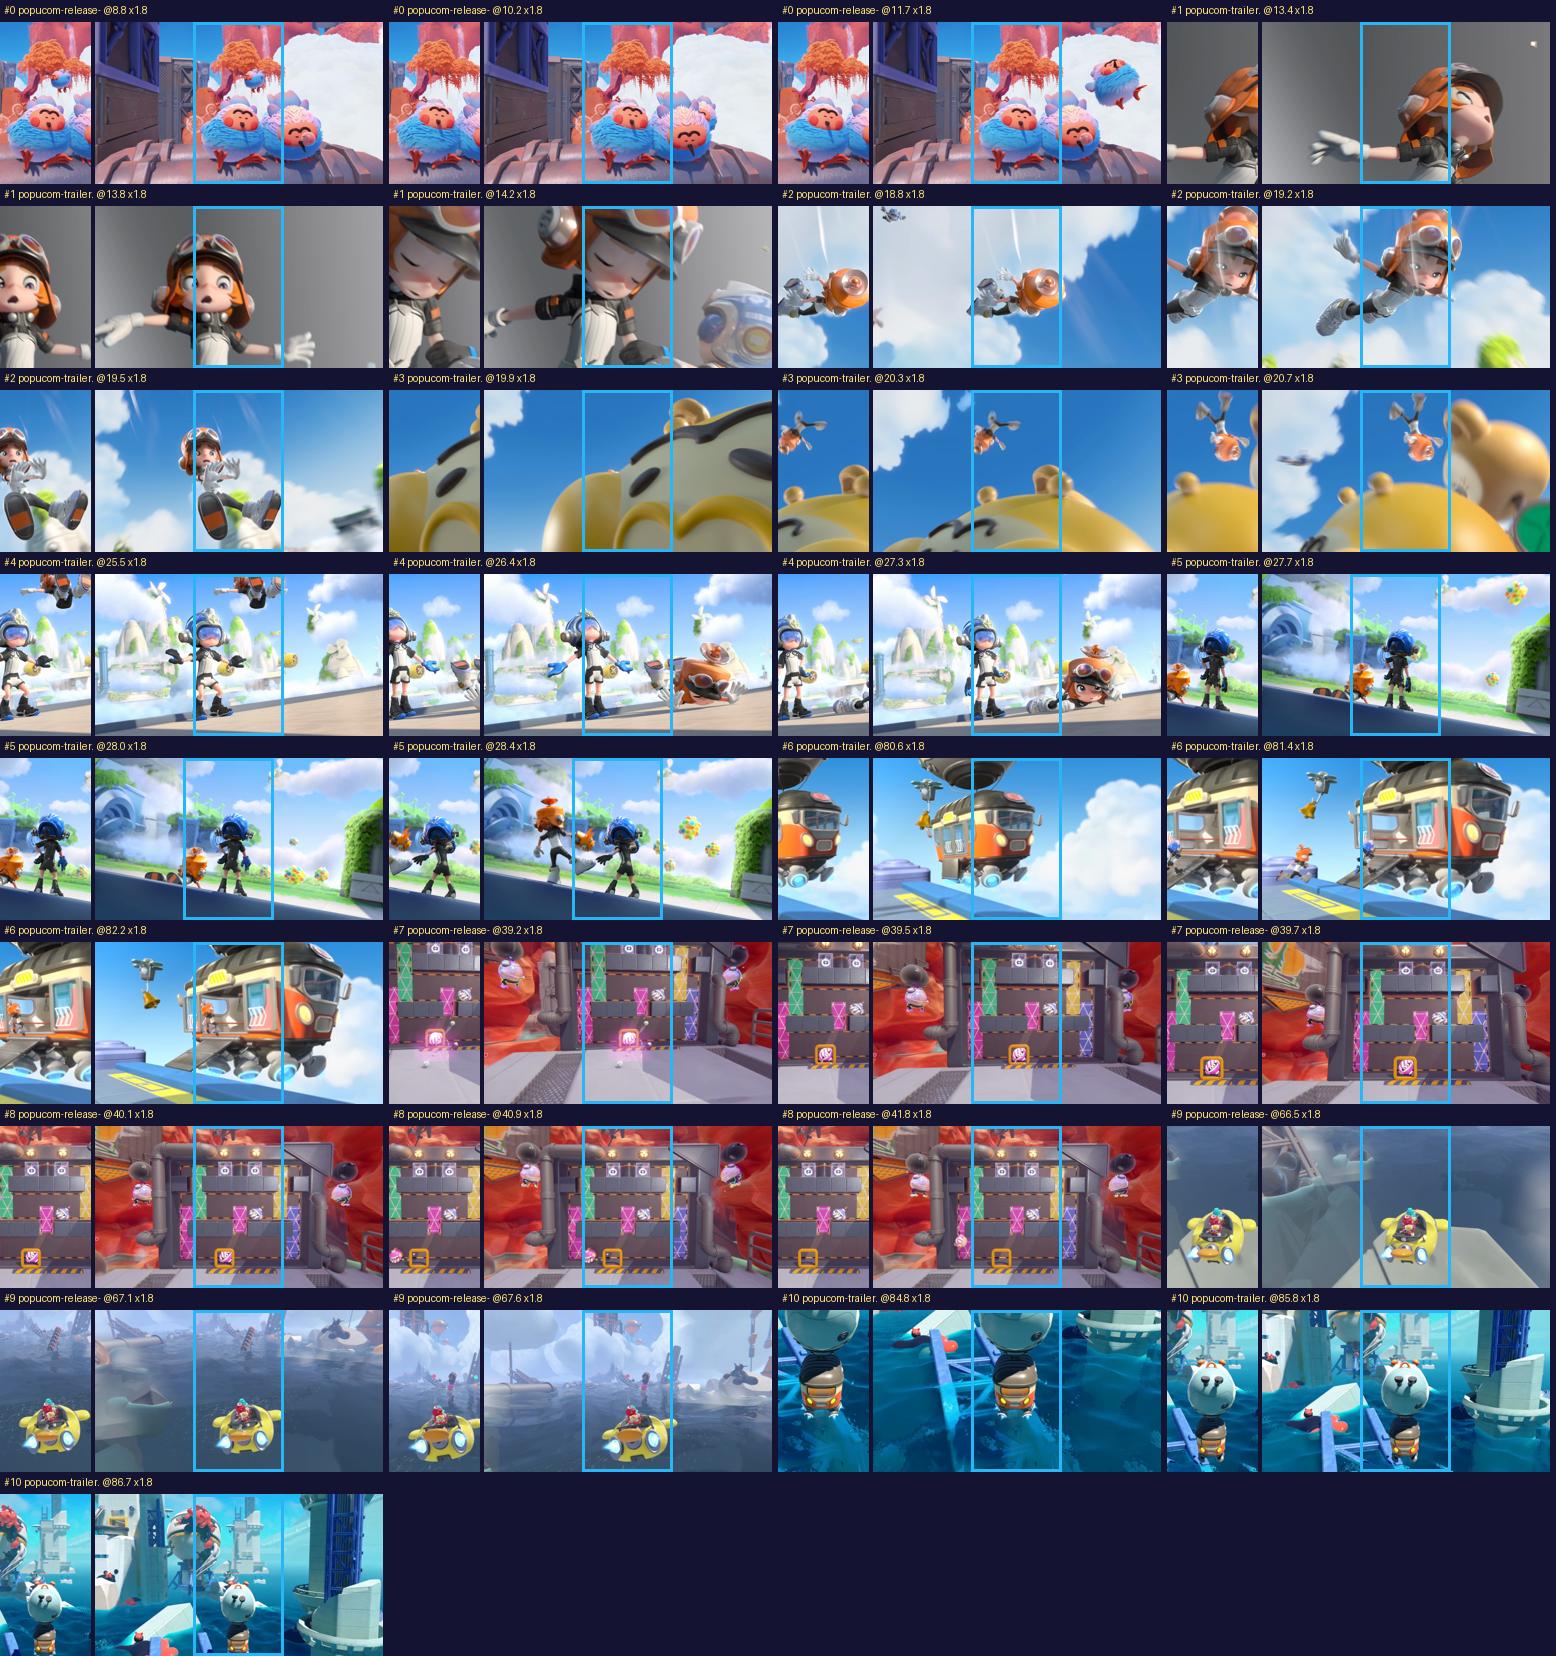 #0 popucom-release- @8.8 x1.8
#0 popucom-release- @10.2 x1.8
#0 popucom-release- @11.7 x1.8
#1 popucom-trailer. @13.4 x1.8
#1 popucom-trailer. @13.8 x1.8
#1 popucom-trailer. @14.2 x1.8
#2 popucom-trailer. @18.8 x1.8
#2 popucom-trailer. @19.2 x1.8
#2 popucom-trailer. @19.5 x1.8
#3 popucom-trailer. @19.9 x1.8
#3 popucom-trailer. @20.3 x1.8
#3 popucom-trailer. @20.7 x1.8
#4 popucom-trailer. @25.5 x1.8
#4 popucom-trailer. @26.4 x1.8
#4 popucom-trailer. @27.3 x1.8
#5 popucom-trailer. @27.7 x1.8
#5 popucom-trailer. @28.0 x1.8
#5 popucom-trailer. @28.4 x1.8
#6 popucom-trailer. @80.6 x1.8
#6 popucom-trailer. @81.4 x1.8
#6 popucom-trailer. @82.2 x1.8
#7 popucom-release- @39.2 x1.8
#7 popucom-release- @39.5 x1.8
#7 popucom-release- @39.7 x1.8
#8 popucom-release- @40.1 x1.8
#8 popucom-release- @40.9 x1.8
#8 popucom-release- @41.8 x1.8
#9 popucom-release- @66.5 x1.8
#9 popucom-release- @67.1 x1.8
#9 popucom-release- @67.6 x1.8
#10 popucom-trailer. @84.8 x1.8
#10 popucom-trailer. @85.8 x1.8
#10 popucom-trailer. @86.7 x1.8